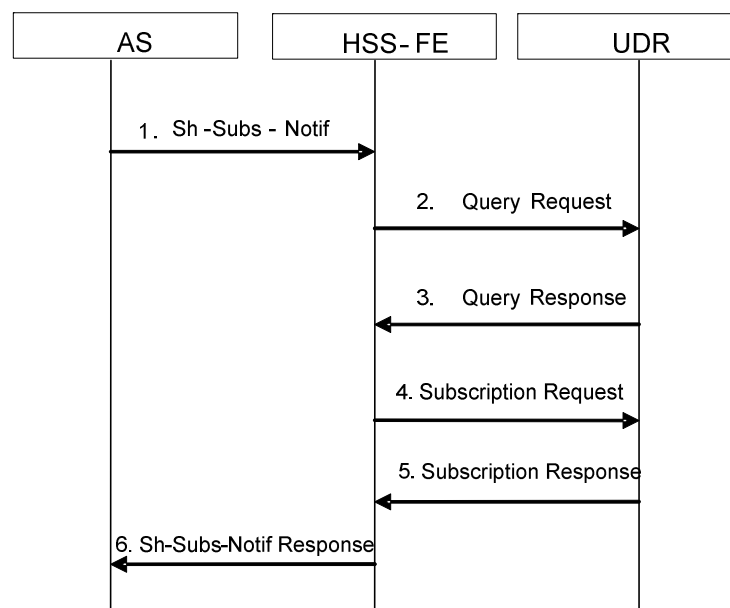 AS
HSS-FE
UDR
1. Sh -Subs - Notif
2. Query Request
3. Query Response
4. Subscription Request
5. Subscription Response
6. Sh-Subs-Notif Response